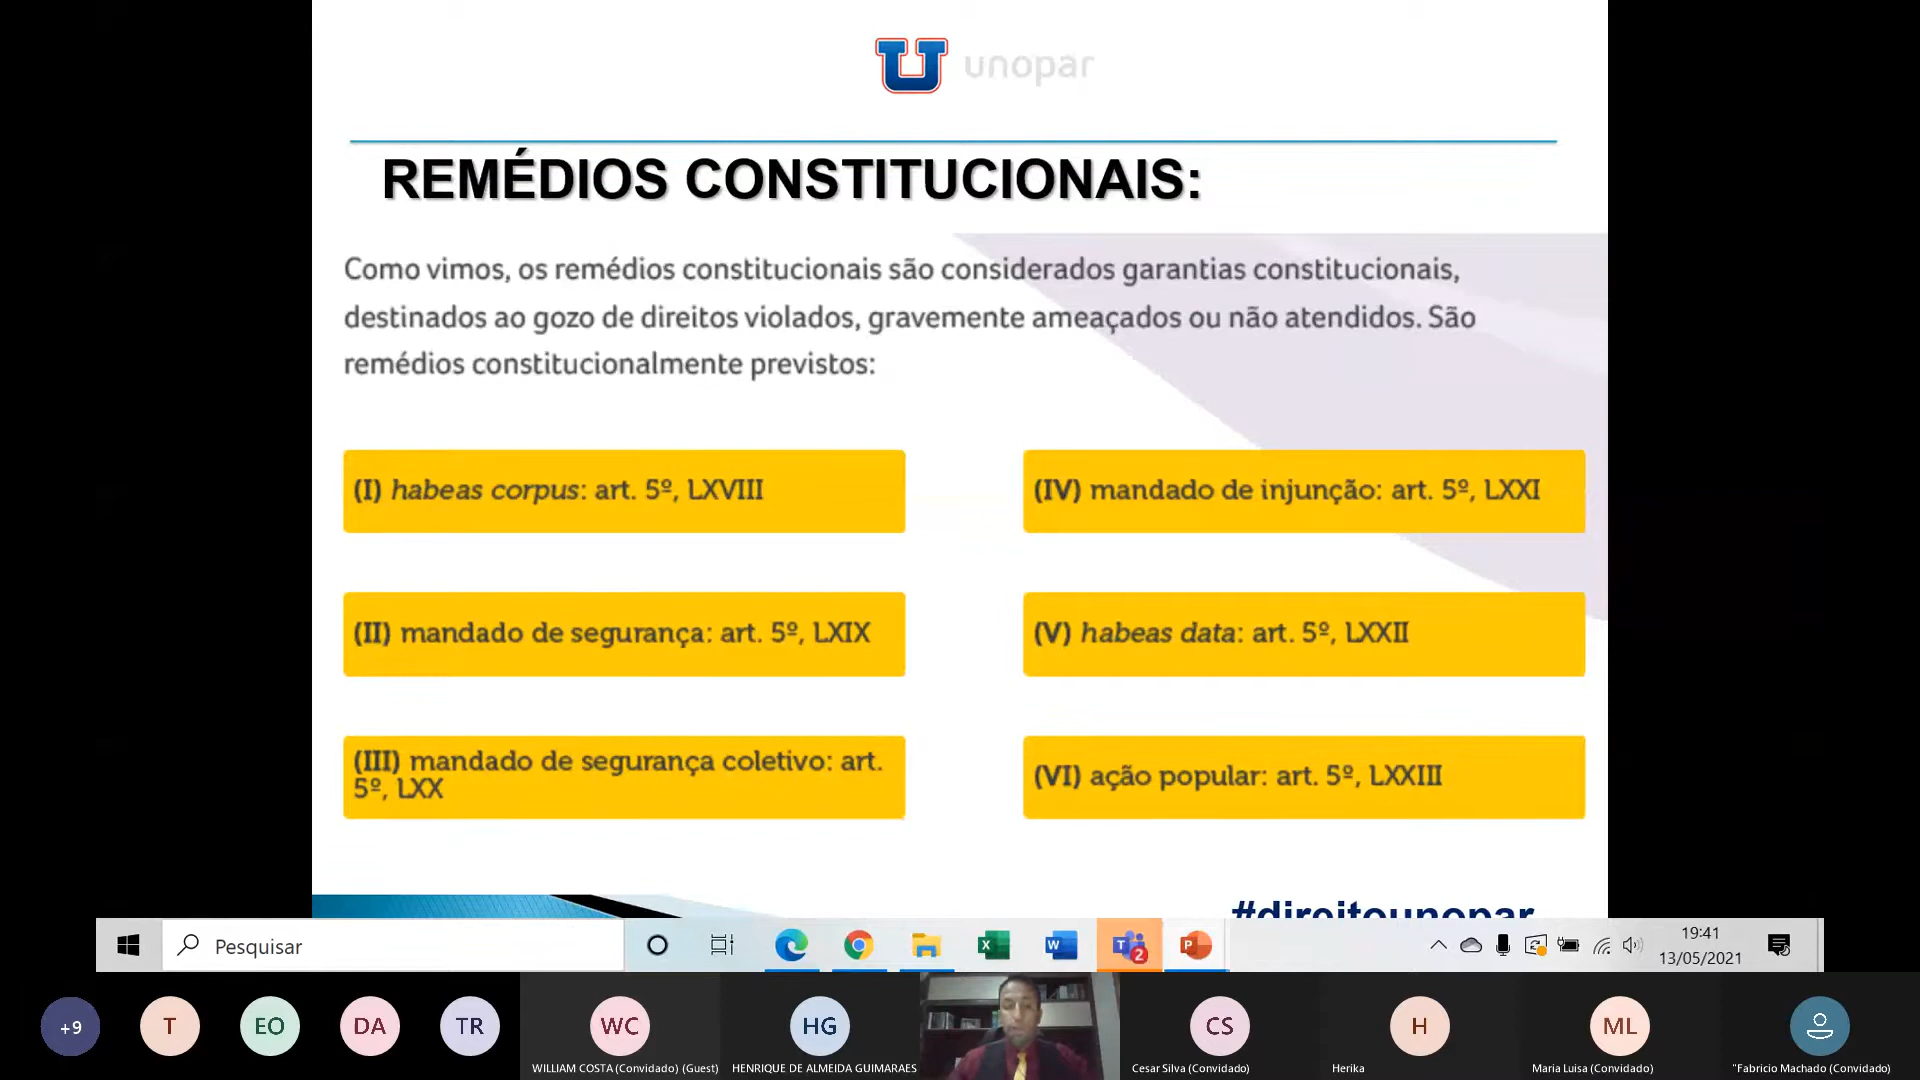 unopar
REMÉDIOS CONSTITUCIONAIS:
Como vimos, os remédios constitucionais são considerados garantias constitucionais,
destinados ao gozo de direitos violados, gravemente ameaçados ou não atendidos. São
remédios constitucionalmente previstos:
(I) habeas corpus: art. 5º, LXVIII
(IV) mandado de injunção: art. 5º, LXXI
(II) mandado de segurança: art. 5º, LXIX
(V) habeas data: art. 5º, LXXII
(III) mandado de segurança coletivo: art.
5º, LXX
(VI) ação popular: art. 5º, LXXIII
#direitounopar
Pesquisar
2
19:41
13/05/2021
+9
T
EO
DA
TR
WC
HG
CS
H
ML
WILLIAM COSTA (Convidado) (Guest)
HENRIQUE DE ALMEIDA GUIMARAES
Cesar Silva (Convidado)
Herika
Maria Luisa (Convidado)
"Fabricio Machado (Convidado)